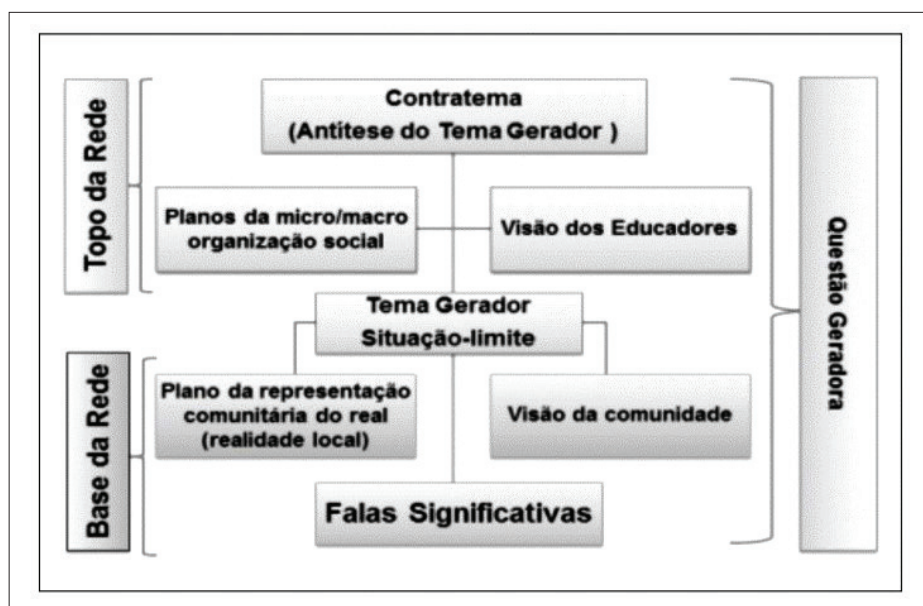 Topo da Rede
Contratema
(Antítese do Tema Gerador )
Planos da micro/macro
organização social
Visão dos Educadores
Tema Gerador
Situação-limite
Base da Rede
Plano da representação
comunitária do real
(realidade local)
Visão da comunidade
Falas Significativas
Questão Geradora